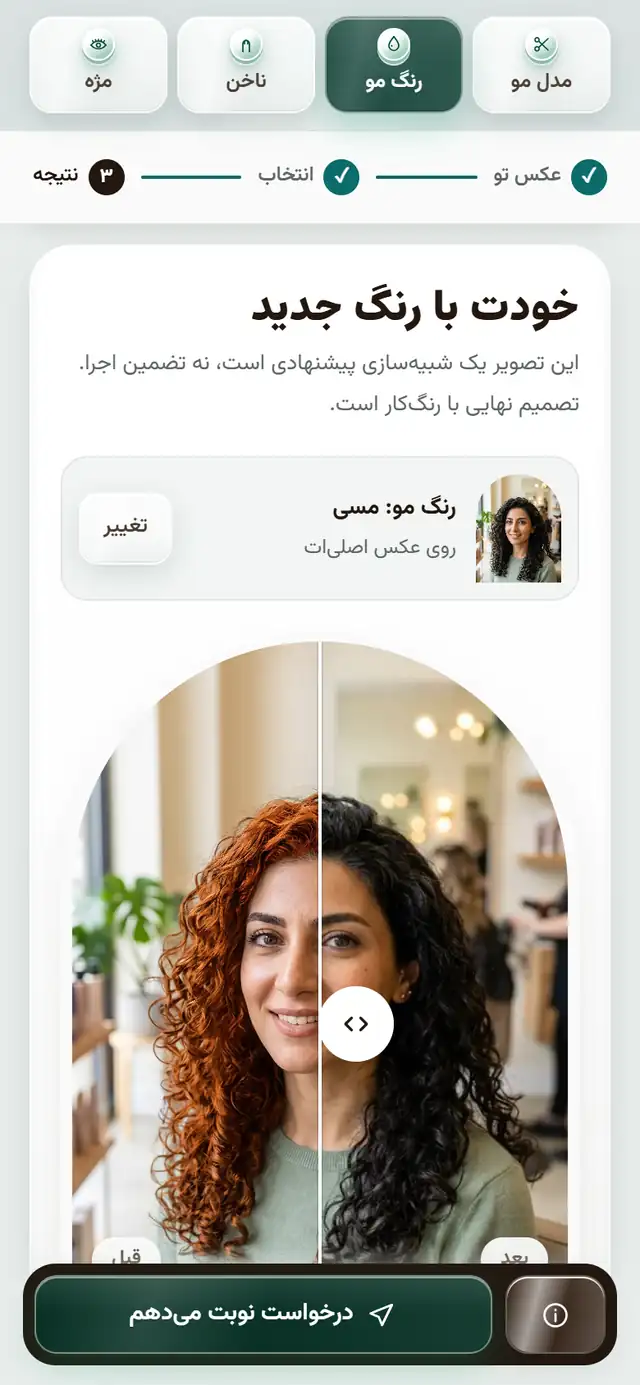 مدل مو
رنگ مو
ناخن
مژه
عکس تو
انتخاب
۳ نتیجه
خودت با رنگ جدید
این تصویر یک شبیه‌سازی پیشنهادی است، نه تضمین اجرا.
تصمیم نهایی با رنگ‌کار است.
رنگ مو: مسی
روی عکس اصلی‌ات
تغییر
بعد
قبل
درخواست نوبت می‌دهم